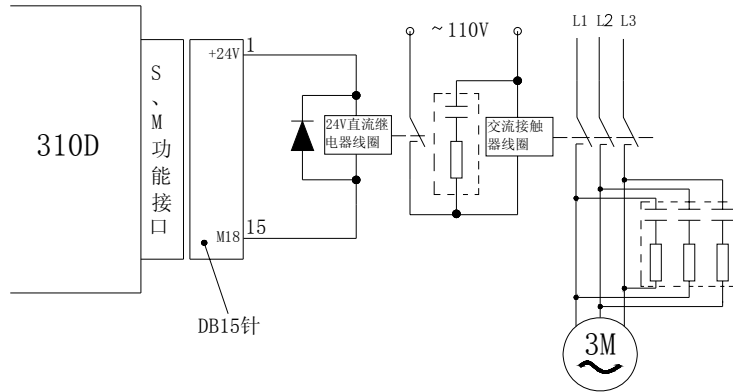 310D
S、M功能接口
+24V
1
M18
15
DB15针
24V直流继
电器线圈
~110V
交流接触
器线圈
L1 L2 L3
3M